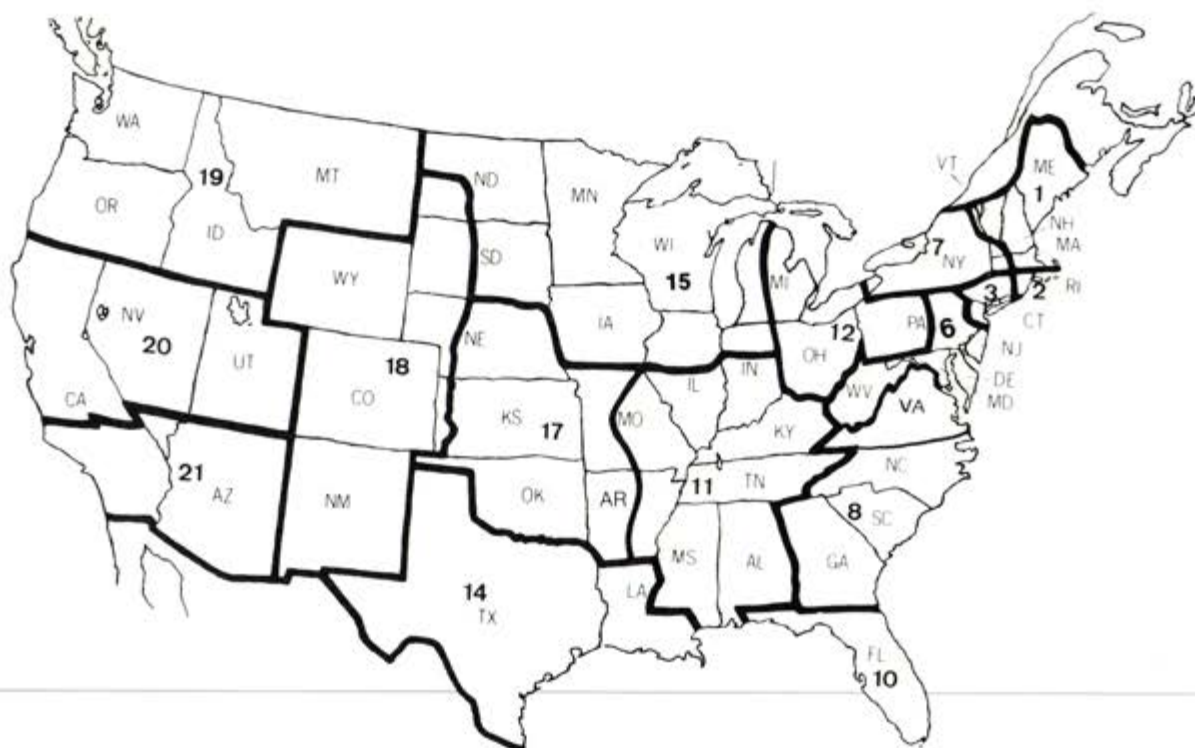 WA
MT
ND
MN
VT
ME
1
19
OR
ID
SD
WI
15
MI
7
NY
NH
MA
RI
WY
NV
20
UT
IA
NE
18
CO
12
OH
PA
6
3
2
CT
NJ
DE
MD
CA
KS
17
MO
IL
IN
WV
VA
KY
21
AZ
NM
OK
AR
11
TN
NC
8
SC
MS
AL
GA
14
TX
LA
FL
10